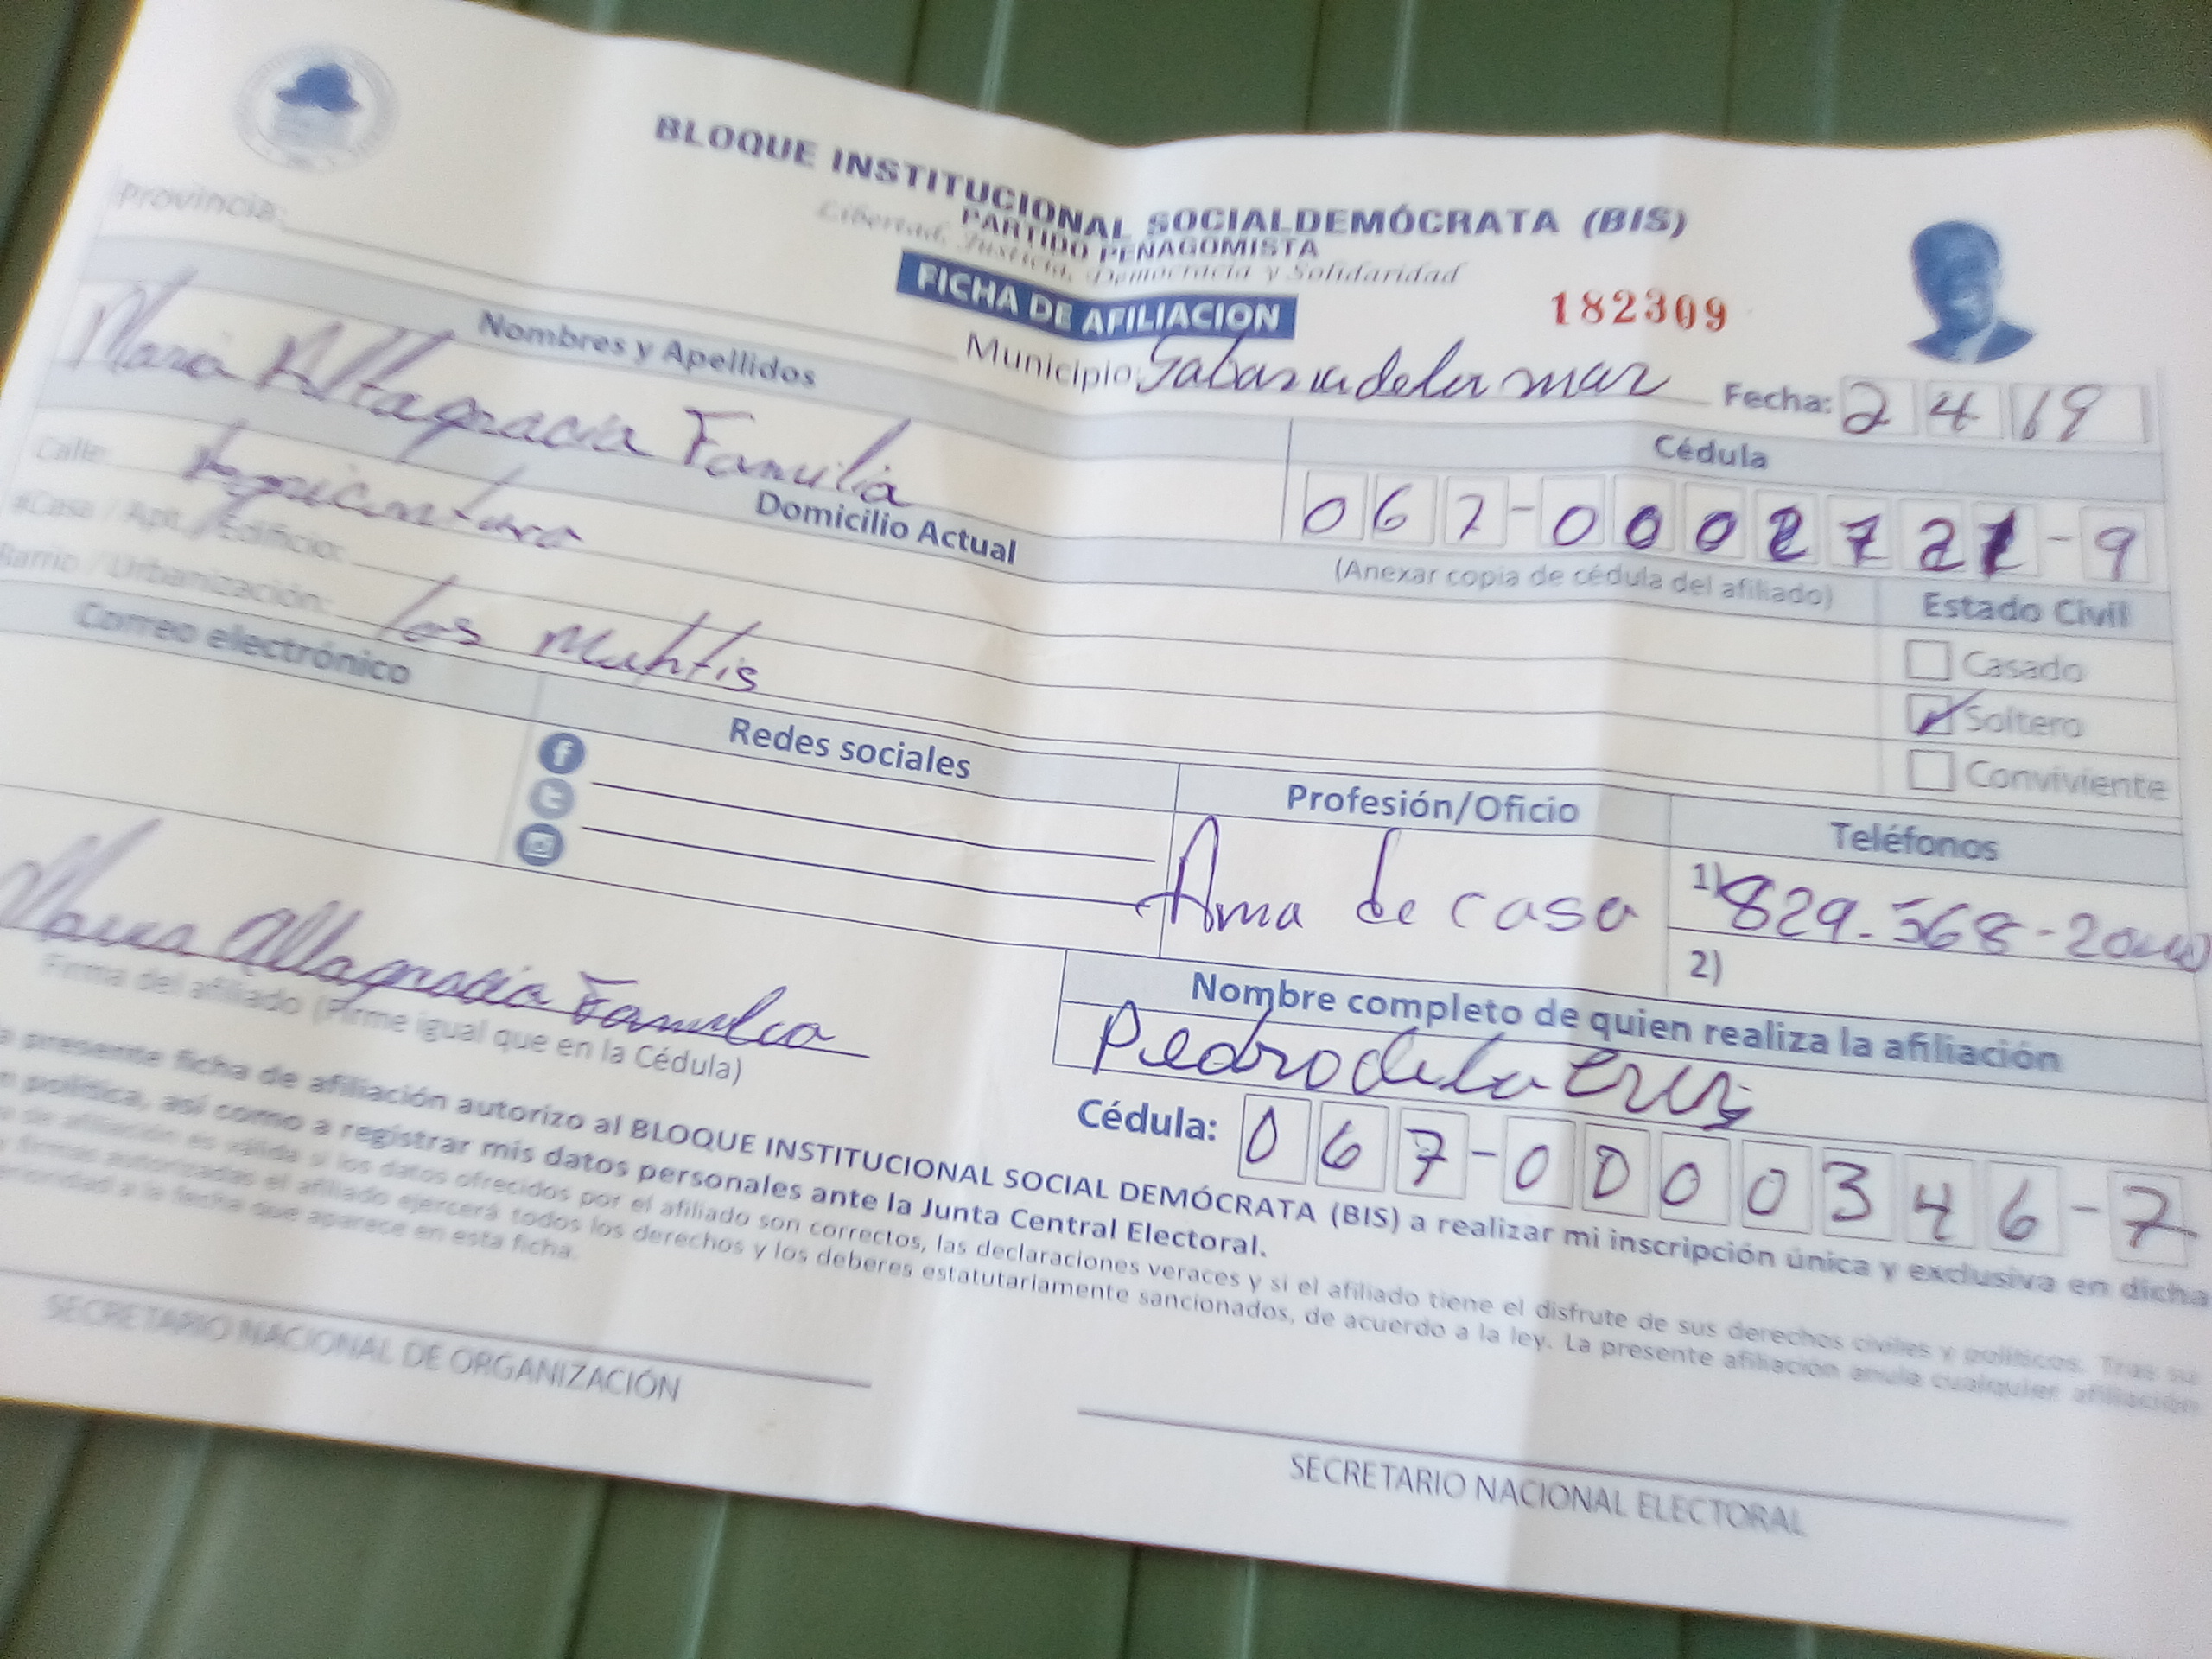 BLOQUE INSTITUCIONAL SOCIALDEMÓCRATA (BIS)
PARTIDO PEÑAGOMISTA
Libertad, Justicia, Democracia y Solidaridad
FICHA DE AFILIACION
182309
Provincia:
Municipio: Sabana de la mar
Fecha: 2 4 19
Nombres y Apellidos
Cédula
Maria Altagracia Familia
067-0002721-9
(Anexar copia de cédula del afiliado)
Domicilio Actual
Estado Civil
Calle:
#Casa / Apt. / Edificio:
Barrio / Urbanización: los
Casado
Soltero
Conviviente
Correo electrónico
Redes sociales
Profesión/Oficio
Teléfonos
Ama de casa
1) 829-568-
2)
Maria Altagracia Familia
Firma del afiliado (Firme igual que en la Cédula)
Nombre completo de quien realiza la afiliación
Pedro de la Cruz
Cédula: 067-0000346-7
presente ficha de afiliación autorizo al BLOQUE INSTITUCIONAL SOCIAL DEMÓCRATA (BIS) a realizar mi inscripción única y exclusiva en dicha
política, así como a registrar mis datos personales ante la Junta Central Electoral.
de afiliación es válida si los datos ofrecidos por el afiliado son correctos, las declaraciones veraces y si el afiliado tiene el disfrute de sus derechos civiles y políticos. Tras su
firmas autorizadas el afiliado ejercerá todos los derechos y los deberes estatutariamente sancionados, de acuerdo a la ley. La presente afiliación anula cualquier afiliación
a la fecha que aparece en esta ficha.
SECRETARIO NACIONAL DE ORGANIZACIÓN
SECRETARIO NACIONAL ELECTORAL